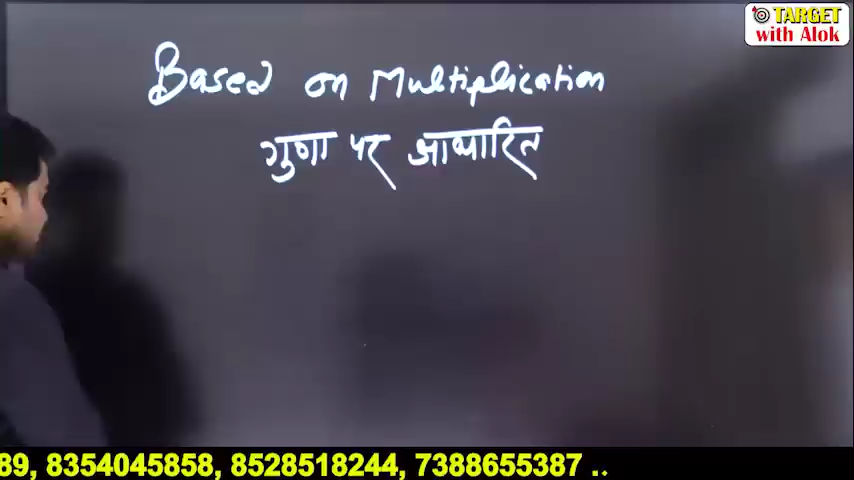 TARGET
with Alok
Based on Multiplication
गुणा पर आधारित
89, 8354045858, 8528518244, 7388655387 ..